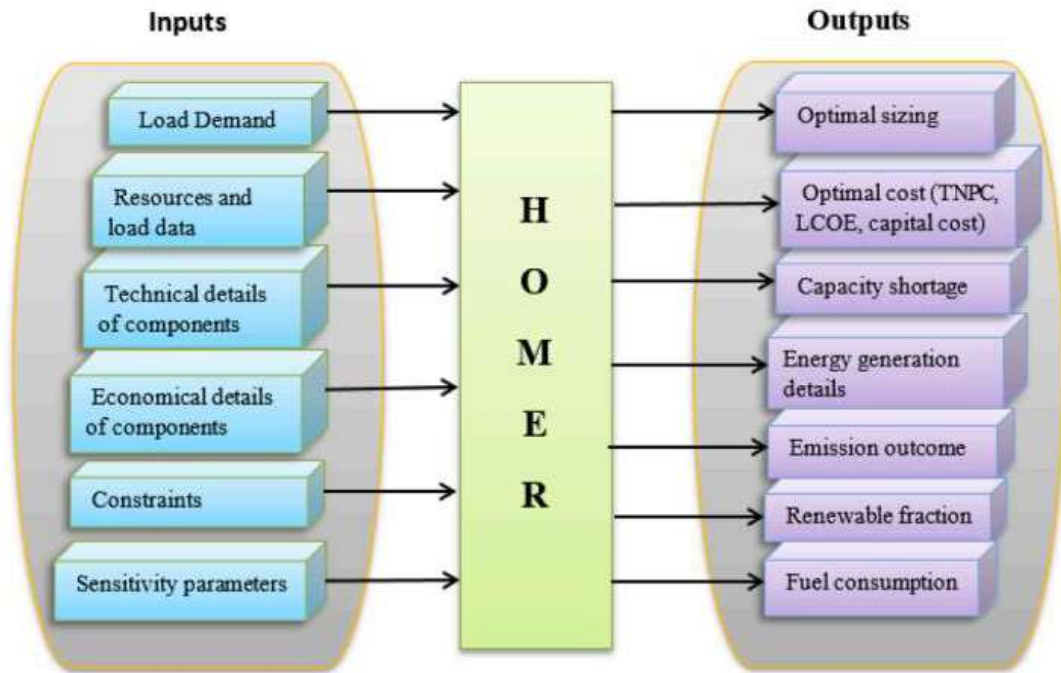 Inputs
Load Demand
Resources and
load data
Technical details
of components
Economical details
of components
Constraints
Sensitivity parameters
H
O
M
E
R
Outputs
Optimal sizing
Optimal cost (TNPC,
LCOE, capital cost)
Capacity shortage
Energy generation
details
Emission outcome
Renewable fraction
Fuel consumption